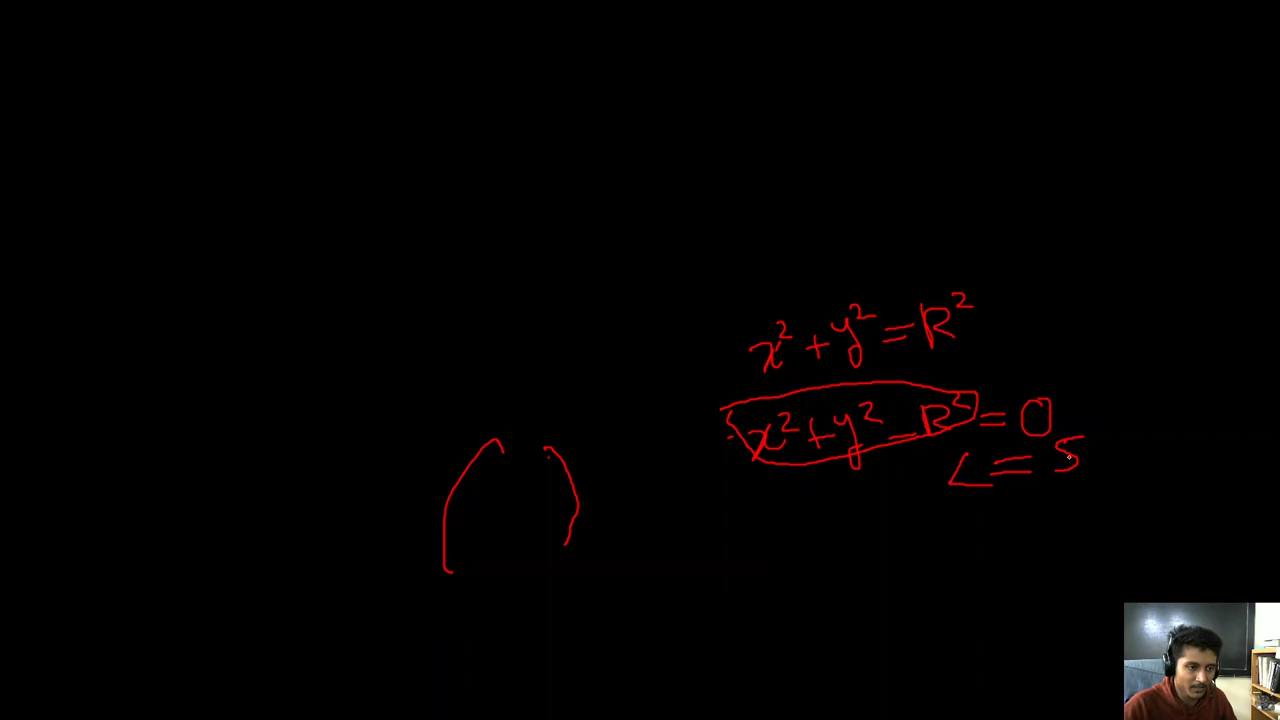 x² + y² = R²
x² + y² - R² = 0
L = 5